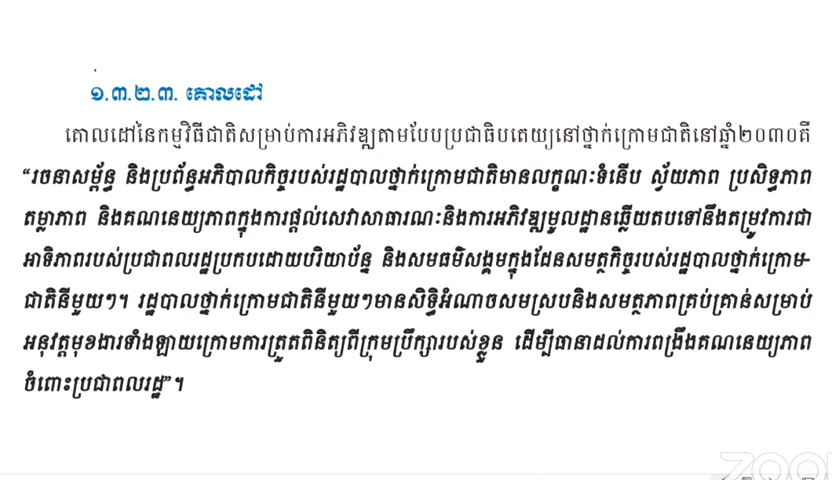 ១.៣.២.៣. គោលដៅ
គោលដៅនៃកម្មវិធីជាតិសម្រាប់ការអភិវឌ្ឍតាមបែបប្រជាធិបតេយ្យនៅថ្នាក់ក្រោមជាតិនៅឆ្នាំ២០៣០គឺ
“រចនាសម្ព័ន្ធ និងប្រព័ន្ធអភិបាលកិច្ចរបស់រដ្ឋបាលថ្នាក់ក្រោមជាតិមានលក្ខណៈទំនើប ស្វ័យភាព ប្រសិទ្ធភាព
តម្លាភាព និងគណនេយ្យភាពក្នុងការផ្ដល់សេវាសាធារណៈនិងការអភិវឌ្ឍមូលដ្ឋានឆ្លើយតបទៅនឹងតម្រូវការជា
អាទិភាពរបស់ប្រជាពលរដ្ឋប្រកបដោយបរិយាប័ន្ន និងសមធម៌សង្គមក្នុងដែនសមត្ថកិច្ចរបស់រដ្ឋបាលថ្នាក់ក្រោម-
ជាតិនីមួយៗ។ រដ្ឋបាលថ្នាក់ក្រោមជាតិនីមួយៗមានសិទ្ធិអំណាចសមស្របនិងសមត្ថភាពគ្រប់គ្រាន់សម្រាប់
អនុវត្តមុខងារទាំងឡាយក្រោមការត្រួតពិនិត្យពីក្រុមប្រឹក្សារបស់ខ្លួន ដើម្បីធានាដល់ការពង្រឹងគណនេយ្យភាព
ចំពោះប្រជាពលរដ្ឋ”។